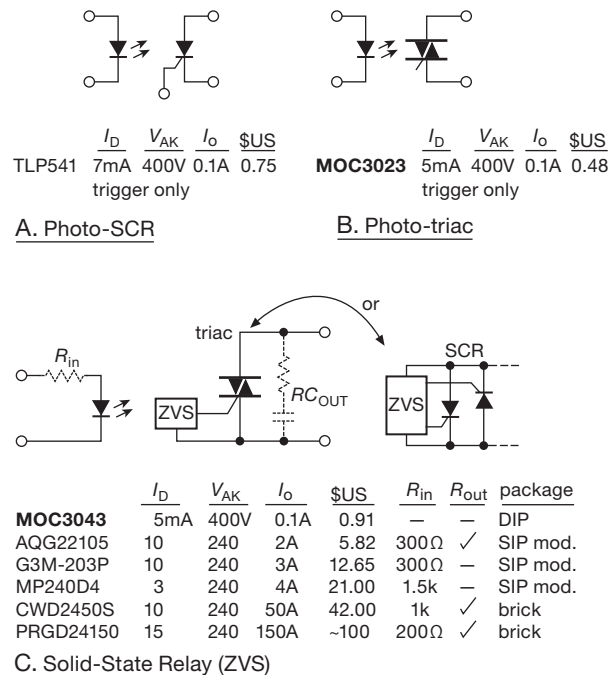 I_D V_AK I_o $US
TLP541 7mA 400V 0.1A 0.75
trigger only
A. Photo-SCR
I_D V_AK I_o $US
MOC3023 5mA 400V 0.1A 0.48
trigger only
B. Photo-triac
or
triac
SCR
R_in
RC_OUT
ZVS
ZVS
I_D V_AK I_o $US R_in R_out package
MOC3043 5mA 400V 0.1A 0.91 — — DIP
AQG22105 10 240 2A 5.82 300Ω ✓ SIP mod.
G3M-203P 10 240 3A 12.65 300Ω — SIP mod.
MP240D4 3 240 4A 21.00 1.5k — SIP mod.
CWD2450S 10 240 50A 42.00 1k ✓ brick
PRGD24150 15 240 150A ~100 200Ω ✓ brick
C. Solid-State Relay (ZVS)